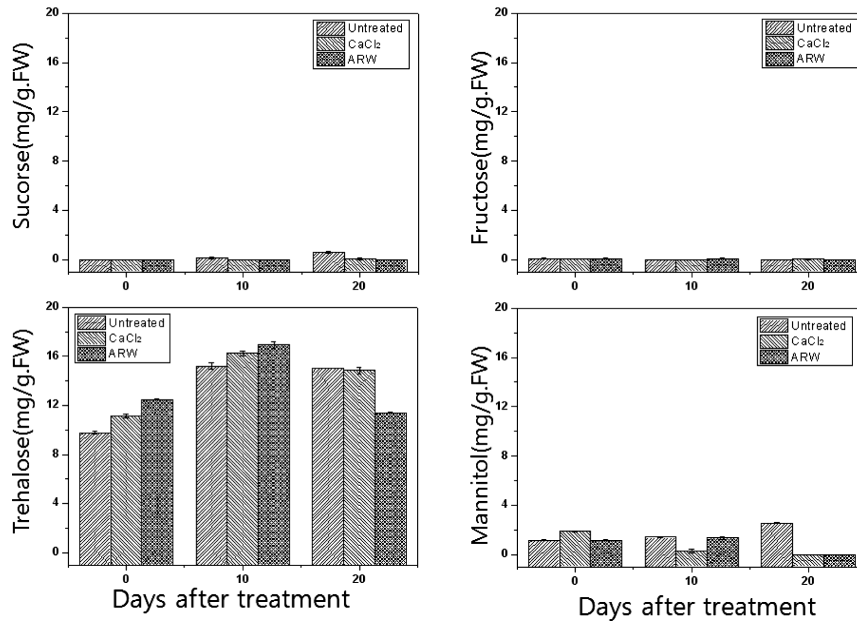 20
16
12
8
4
0
Sucorse(mg/g.FW)
Untreated
CaCl₂
ARW
0
10
20
20
16
12
8
4
0
Fructose(mg/g.FW)
Untreated
CaCl₂
ARW
0
10
20
20
16
12
8
4
0
Trehalose(mg/g.FW)
Untreated
CaCl₂
ARW
0
10
20
Days after treatment
20
16
12
8
4
0
Mannitol(mg/g.FW)
Untreated
CaCl₂
ARW
0
10
20
Days after treatment